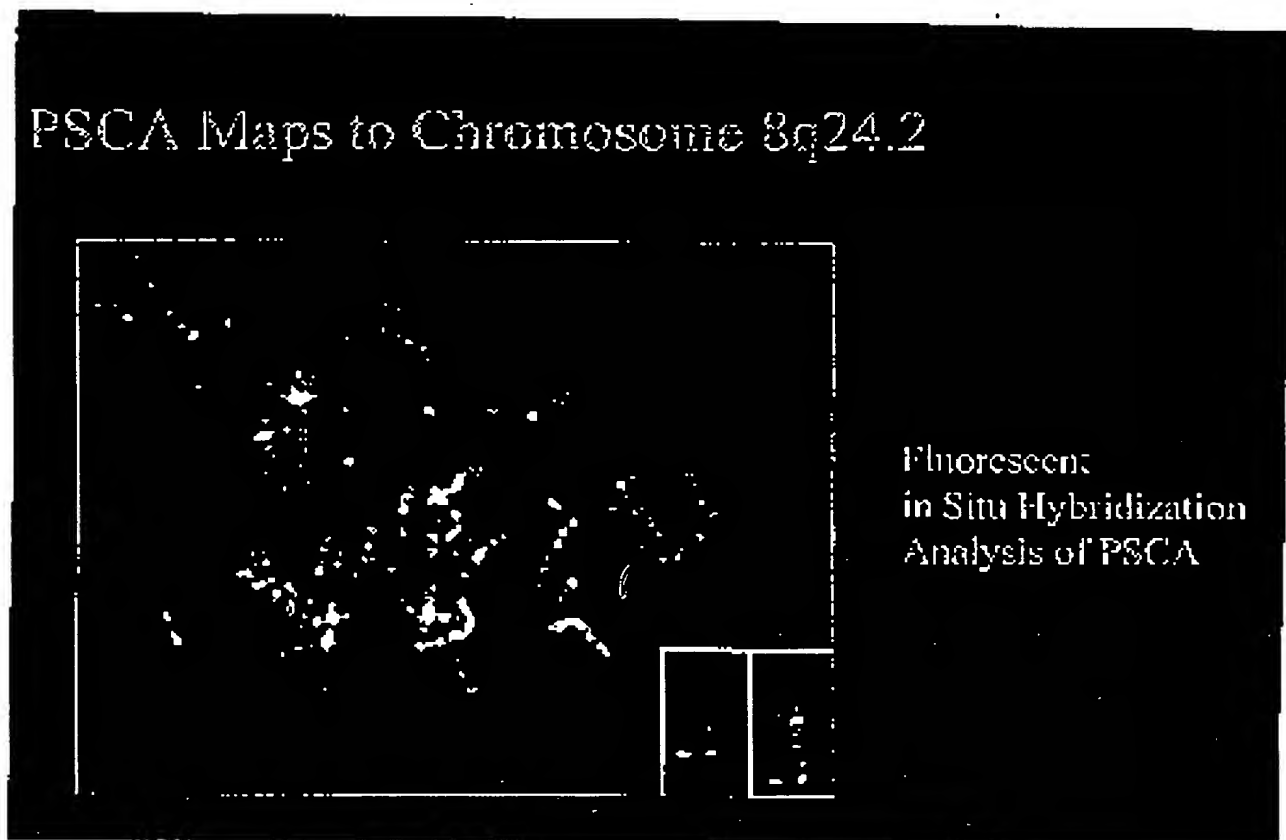 PSCA Maps to Chromosome 8q24.2
Fluorescent
in Situ Hybridization
Analysis of PSCA